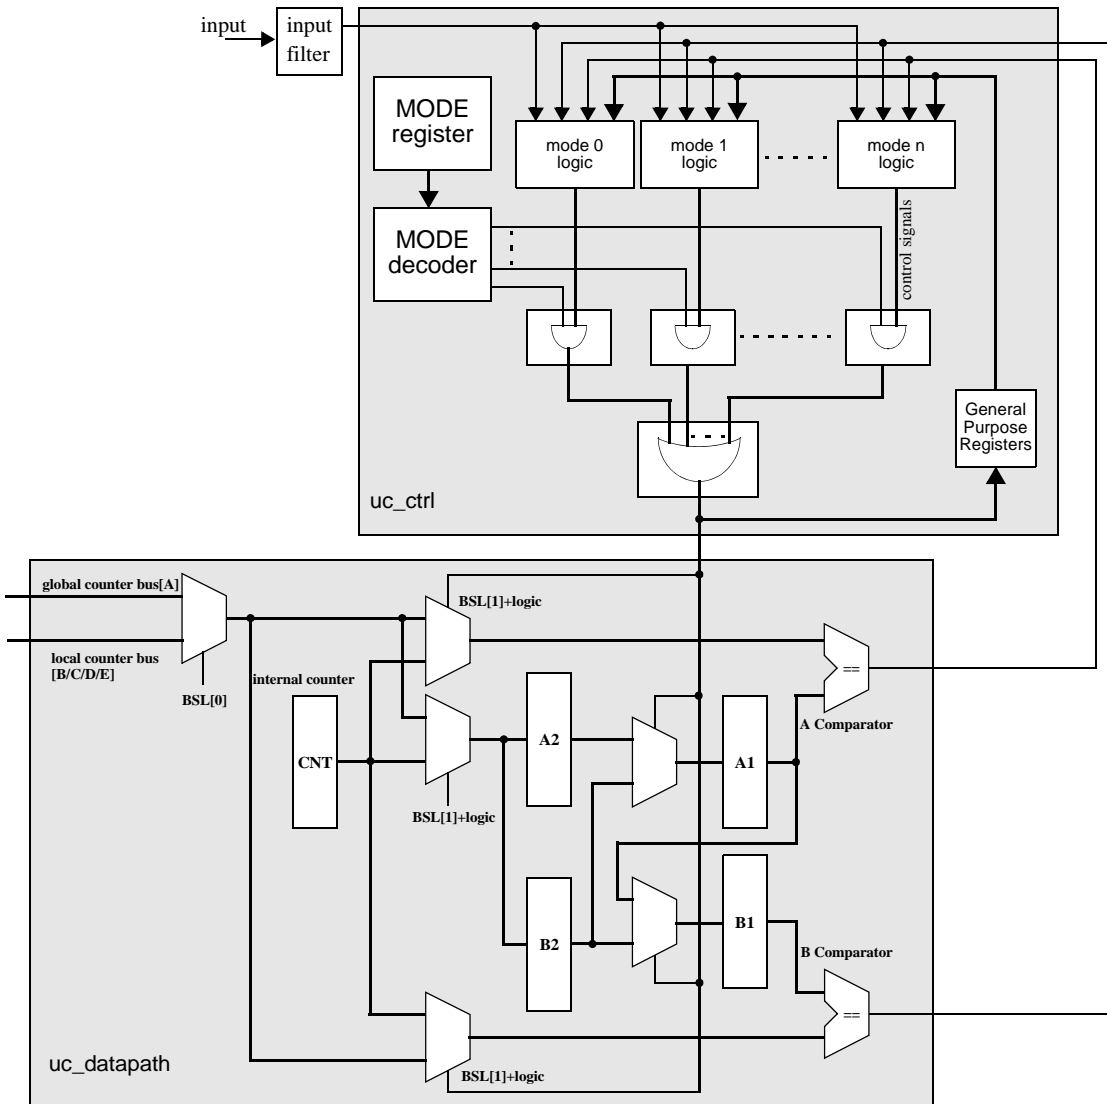 input
input
filter
MODE
register
mode 0
logic
mode 1
logic
mode n
logic
MODE
decoder
control signals
General
Purpose
Registers
uc_ctrl
global counter bus[A]
BSL[1]+logic
local counter bus
[B/C/D/E]
BSL[0]
internal counter
==
A2
A Comparator
CNT
A1
BSL[1]+logic
B2
B1
B Comparator
==
uc_datapath
BSL[1]+logic